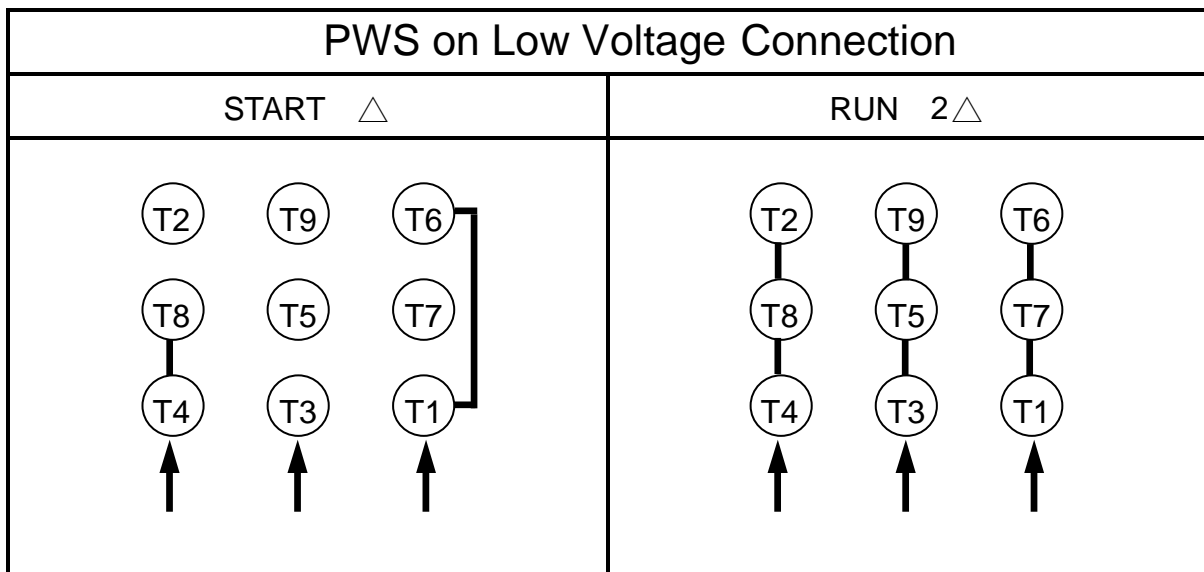 PWS on Low Voltage Connection
START △
RUN 2△
T2 T9 T6
T8 T5 T7
T4 T3 T1
T2 T9 T6
T8 T5 T7
T4 T3 T1